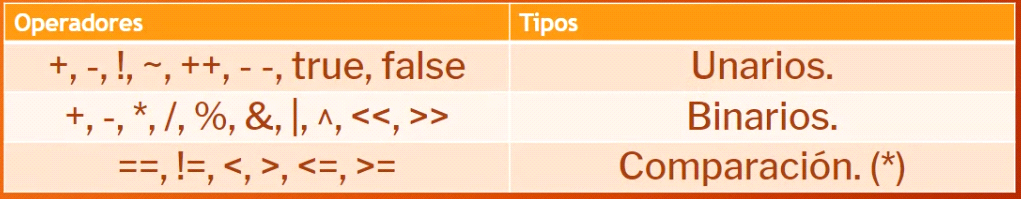 Operadores Tipos
+, -, !, ~, ++, - -, true, false Unarios.
+, -, *, /, %, &, |, ^, <<, >> Binarios.
==, !=, <, >, <=, >= Comparación. (*)